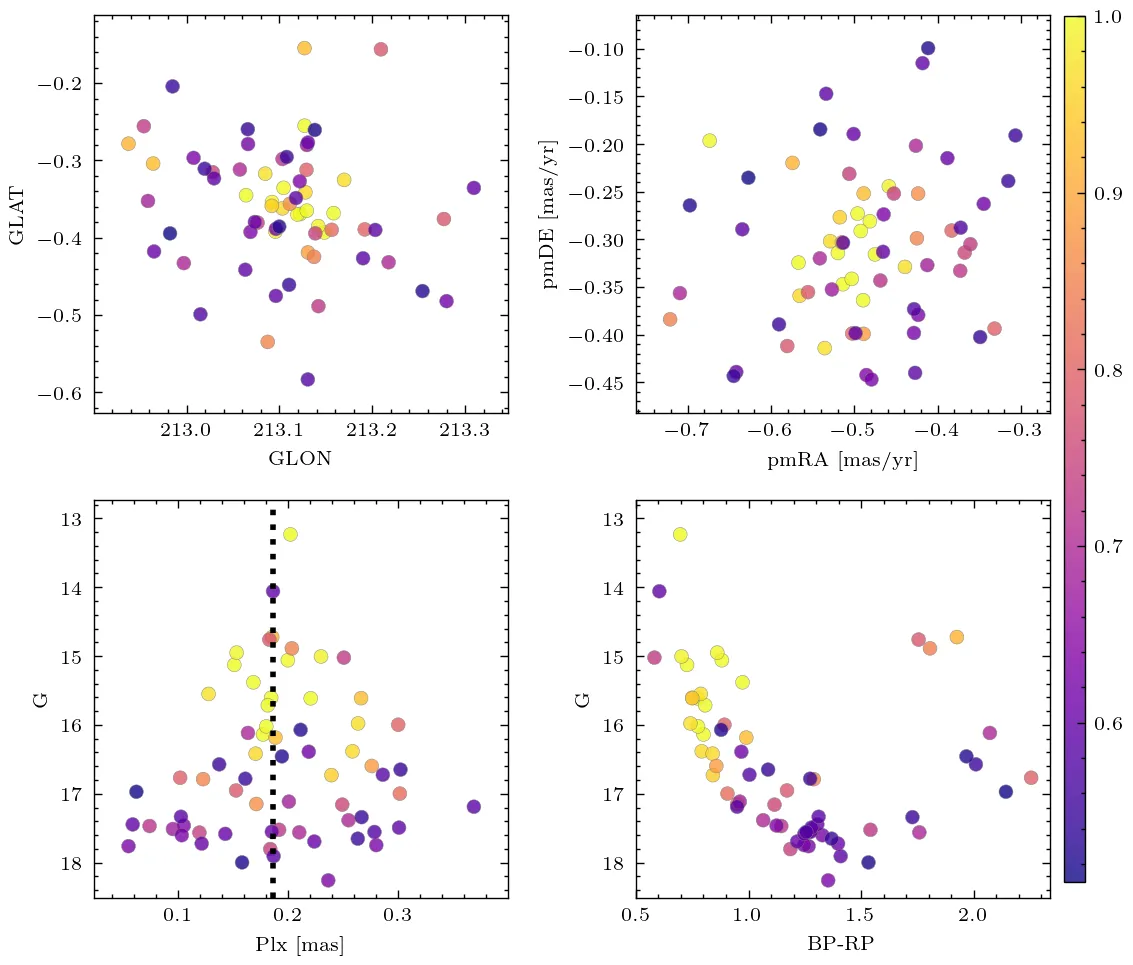 GLAT
−0.2
−0.3
−0.4
−0.5
−0.6
213.0 213.1 213.2 213.3
GLON
pmDE [mas/yr]
−0.10
−0.15
−0.20
−0.25
−0.30
−0.35
−0.40
−0.45
−0.7 −0.6 −0.5 −0.4 −0.3
pmRA [mas/yr]
1.0
0.9
0.8
0.7
0.6
G
13
14
15
16
17
18
0.1 0.2 0.3
Plx [mas]
G
13
14
15
16
17
18
0.5 1.0 1.5 2.0
BP-RP